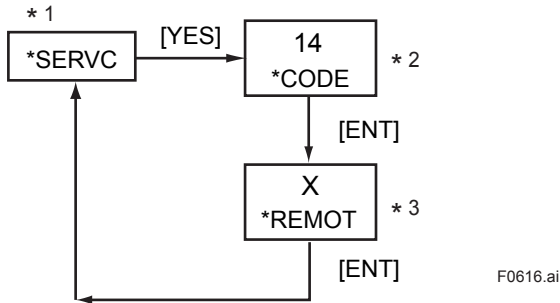 * 1
*SERVC
[YES]
14
*CODE
* 2
[ENT]
X
*REMOT
* 3
[ENT]
F0616.ai